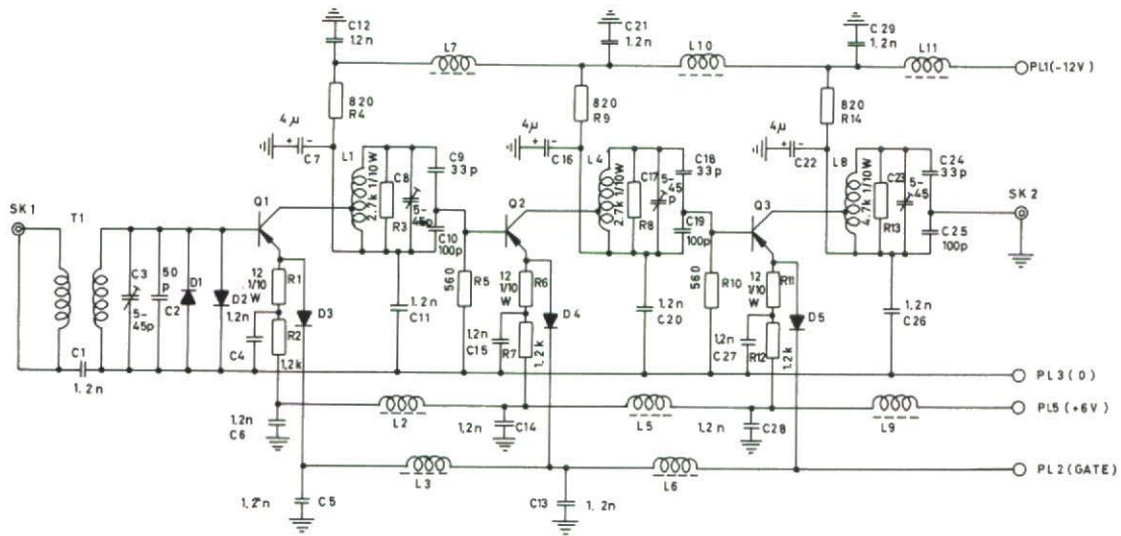 C12
1.2n
C21
1.2n
C29
1.2n
L7
L10
L11
PL1(-12V)
820
R4
820
R9
820
R14
4µ
+ -
C7
4µ
+ -
C16
4µ
+ -
C22
L1
2.7k 1/10W
C8
R3
5-
45p
C9
33p
C10
100p
L4
2.7k 1/10W
C17
R8
5-
45
p
C18
33p
C19
100p
L8
4.7k 1/10W
C23
R13
5-
45p
C24
33p
C25
100p
SK1
T1
Q1
Q2
Q3
SK2
C3
5-
45p
50
p
C2
D1
D2
12
1/10
W
R1
R2
1.2k
1.2n
C4
D3
1.2n
C11
560
R5
12
1/10
W
R6
R7
1.2k
1.2n
C15
D4
1.2n
C20
560
R10
12
1/10
W
R11
R12
1.2k
1.2n
C27
D5
1.2n
C26
C1
1.2n
PL3(0)
1.2n
C6
L2
1.2n
C14
L5
1.2n
C28
L9
PL5(+6V)
1.2n
C5
L3
C13
1.2n
L6
PL2(GATE)